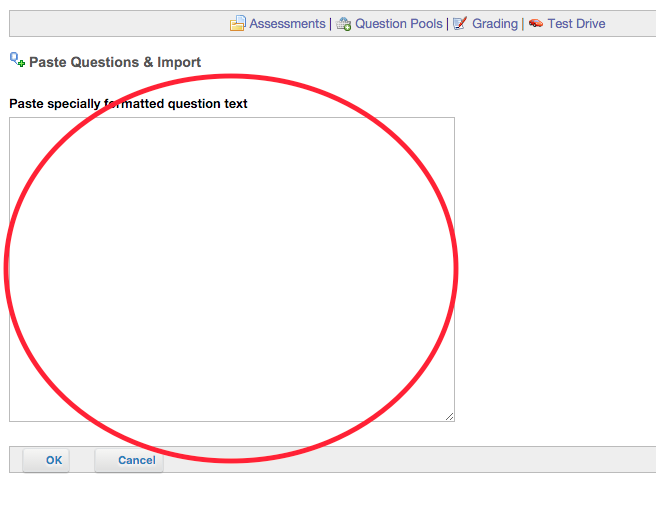 Assessments | Question Pools | Grading | Test Drive
Paste Questions & Import
Paste specially formatted question text
OK Cancel